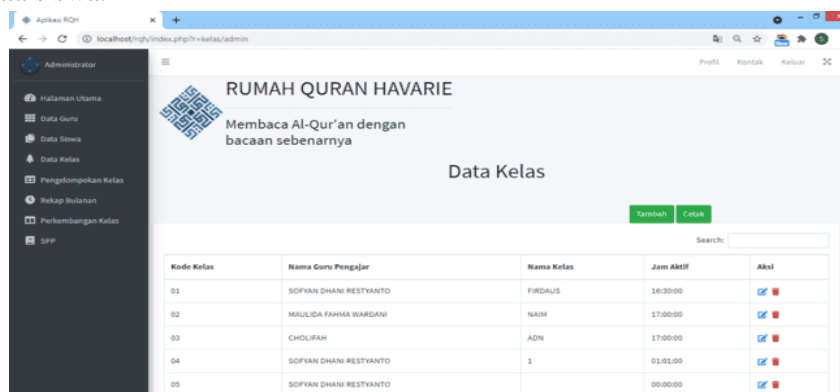 Aplikasi RQH
localhost/rqh/index.php?r=kelas/admin
Administrator
Profil Kontak Keluar
Halaman Utama
Data Guru
Data Siswa
Data Kelas
Pengelompokan Kelas
Rekap Bulanan
Perkembangan Kelas
SPP
RUMAH QURAN HAVARIE
Membaca Al-Qur'an dengan
bacaan sebenarnya
Data Kelas
Tambah Cetak
Search:
Kode Kelas Nama Guru Pengajar Nama Kelas Jam Aktif Aksi
01 SOFYAN DHANI RESTYANTO FIRDAUS 16:30:00
02 MAULIDA FAHMA WARDANI NAIM 17:00:00
03 CHOLIFAH ADN 17:00:00
04 SOFYAN DHANI RESTYANTO 1 01:01:00
05 SOFYAN DHANI RESTYANTO 00:00:00